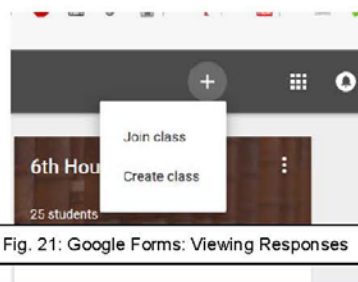 Join class
6th Hou
Create class
25 students
Fig. 21: Google Forms: Viewing Responses